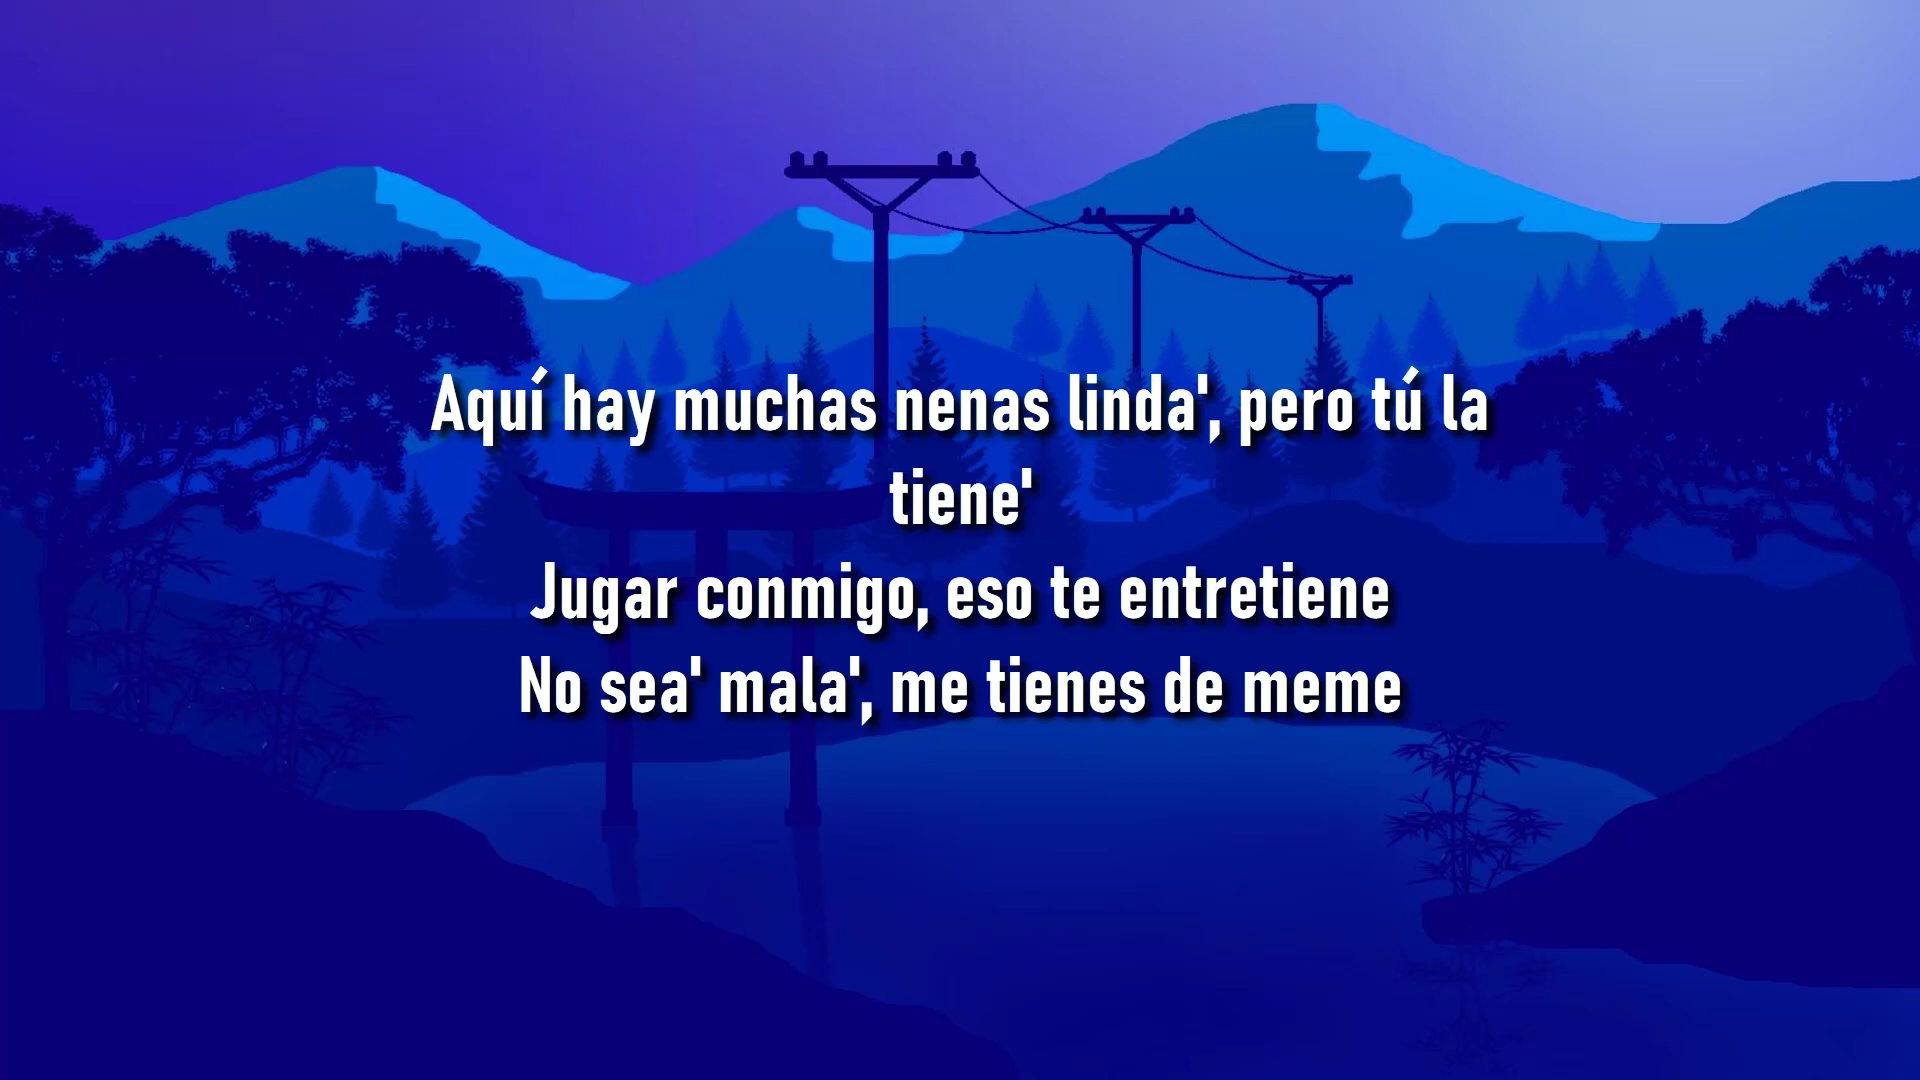 Aquí hay muchas nenas linda', pero tú la
tiene'
Jugar conmigo, eso te entretiene
No sea' mala', me tienes de meme